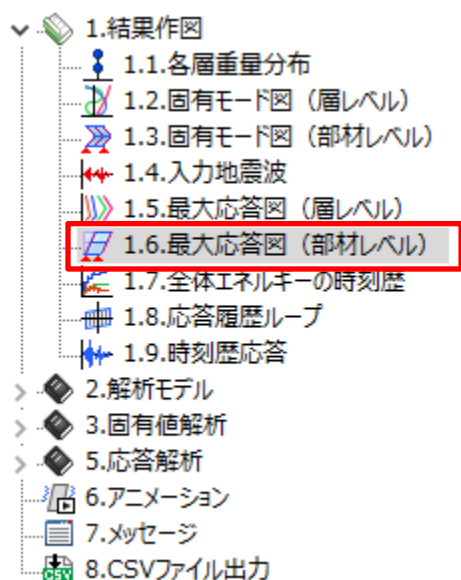 1.結果作図
1.1.各層重量分布
1.2.固有モード図（層レベル）
1.3.固有モード図（部材レベル）
1.4.入力地震波
1.5.最大応答図（層レベル）
1.6.最大応答図（部材レベル）
1.7.全体エネルキーの時刻歴
1.8.応答履歴ループ
1.9.時刻歴応答
2.解析モデル
3.固有値解析
5.応答解析
6.アニメーション
7.メッセージ
8.CSVファイル出力